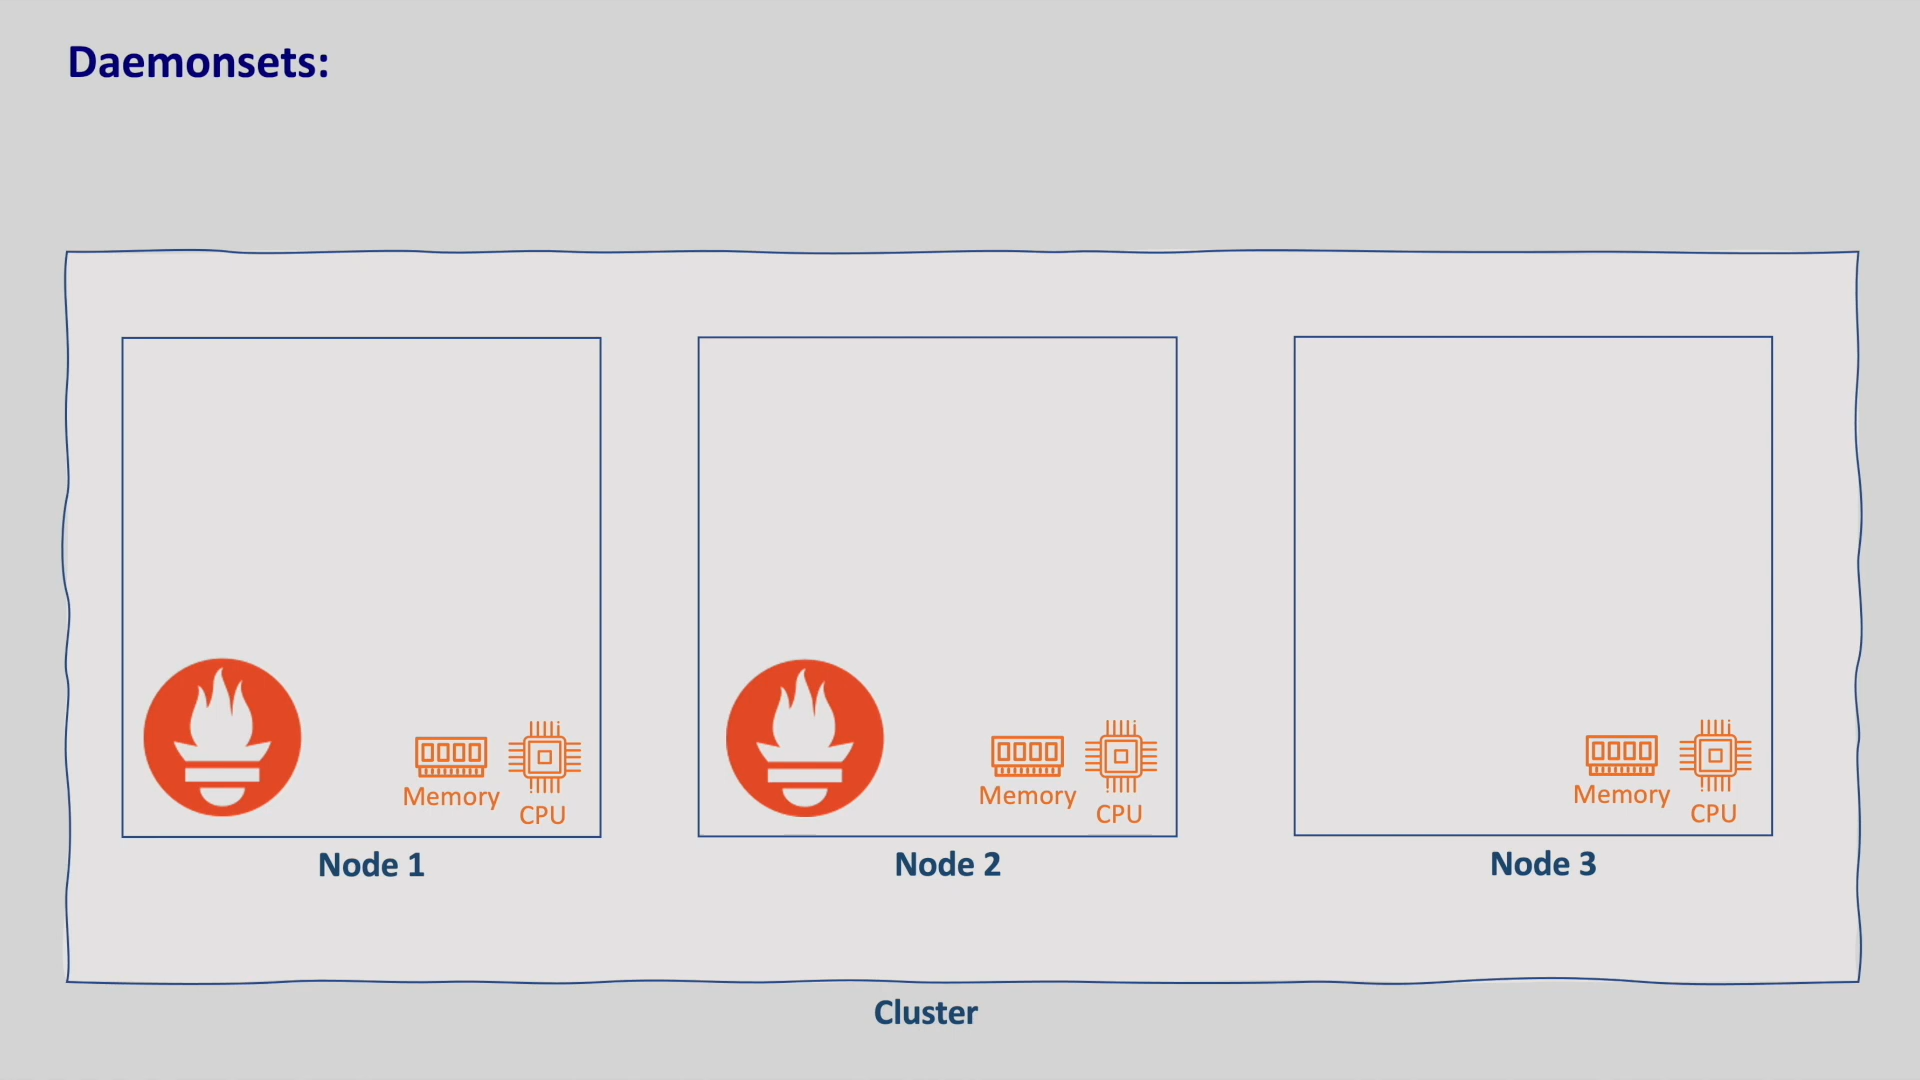 Daemonsets:
Memory
CPU
Node 1
Memory
CPU
Node 2
Memory
CPU
Node 3
Cluster